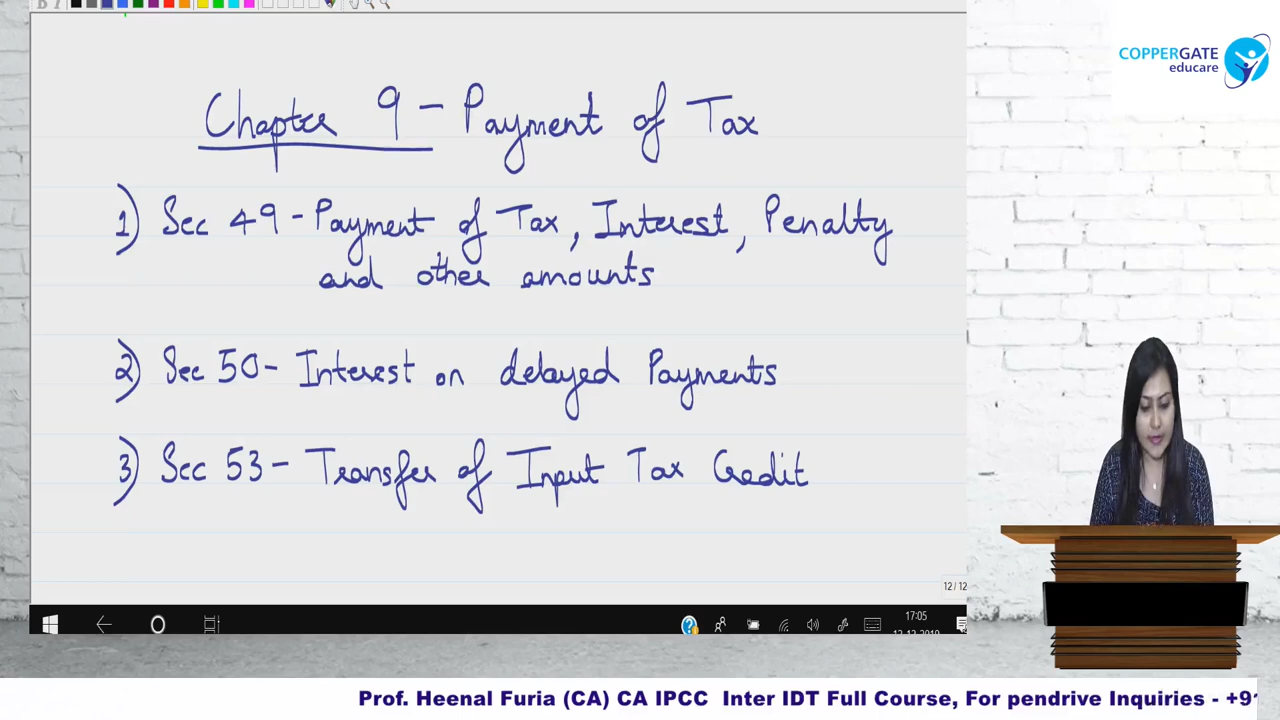 COPPERGATE
educare
Chapter 9 - Payment of Tax
1) Sec 49 - Payment of Tax, Interest, Penalty
and other amounts
2) Sec 50 - Interest on delayed Payments
3) Sec 53 - Transfer of Input Tax Credit
12/12
17:05
Prof. Heenal Furia (CA) CA IPCC Inter IDT Full Course, For pendrive Inquiries - +9